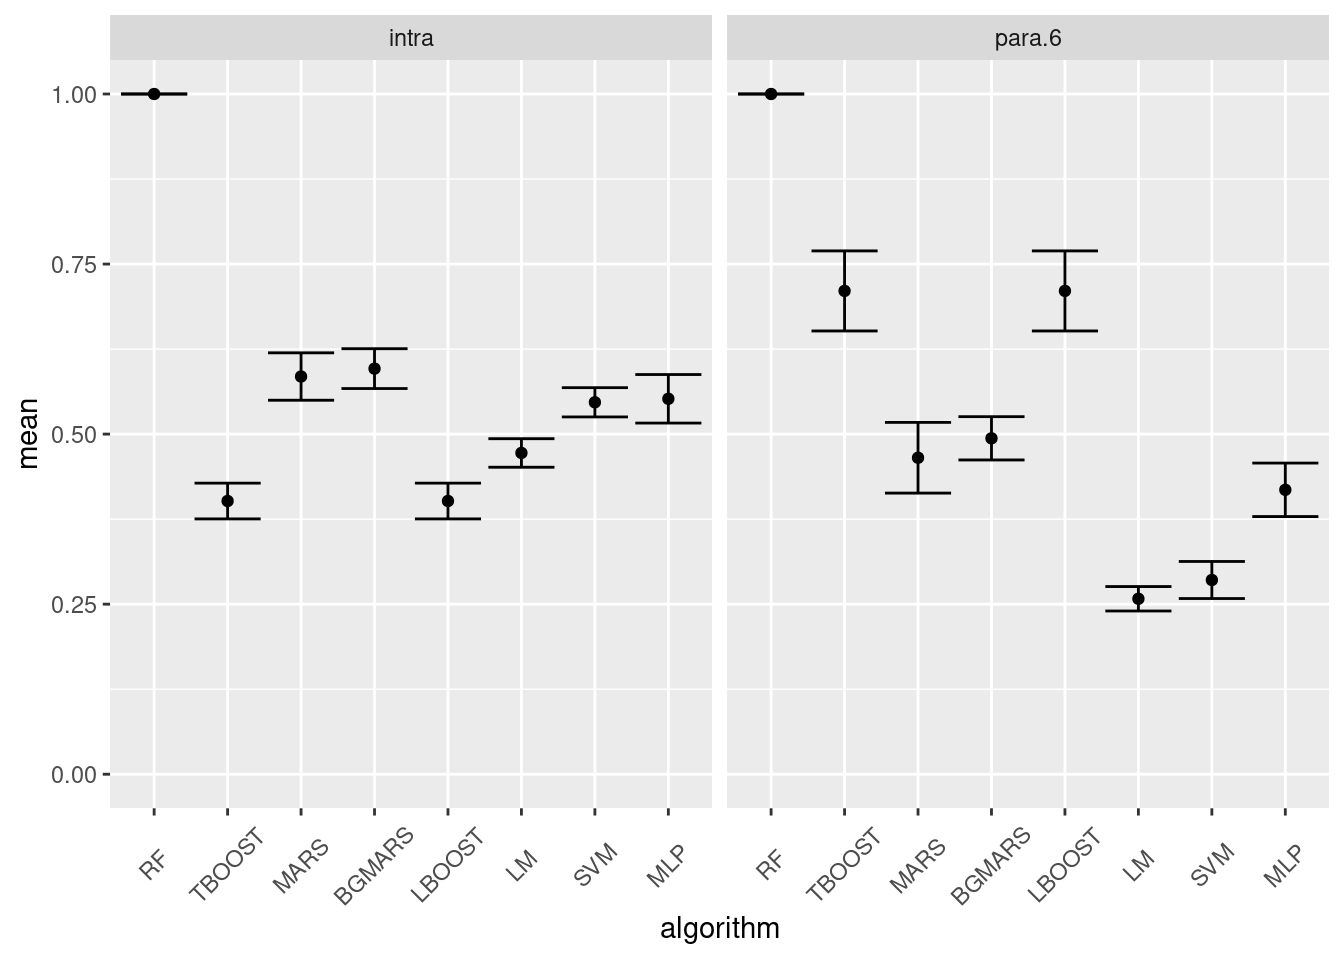 intra
para.6
mean
1.00
0.75
0.50
0.25
0.00
RF
TBOOST
MARS
BGMARS
LBOOST
LM
SVM
MLP
RF
TBOOST
MARS
BGMARS
LBOOST
LM
SVM
MLP
algorithm